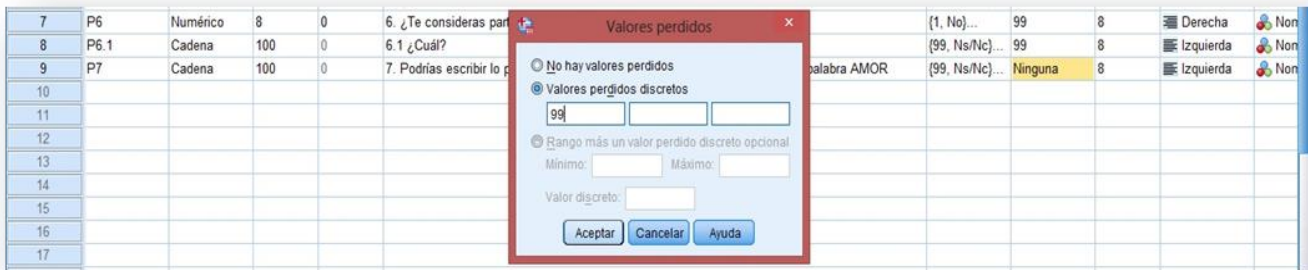 7 P6 Numérico 8 0 6. ¿Te consideras part {1, No}... 99 8 Derecha Nom
8 P6.1 Cadena 100 0 6.1 ¿Cuál? {99, Ns/Nc}... 99 8 Izquierda Nom
9 P7 Cadena 100 0 7. Podrías escribir lo p palabra AMOR {99, Ns/Nc}... Ninguna 8 Izquierda Nom
10
11
12
13
14
15
16
17
Valores perdidos
No hay valores perdidos
Valores perdidos discretos
99
Rango más un valor perdido discreto opcional
Mínimo: Máximo:
Valor discreto:
Aceptar Cancelar Ayuda